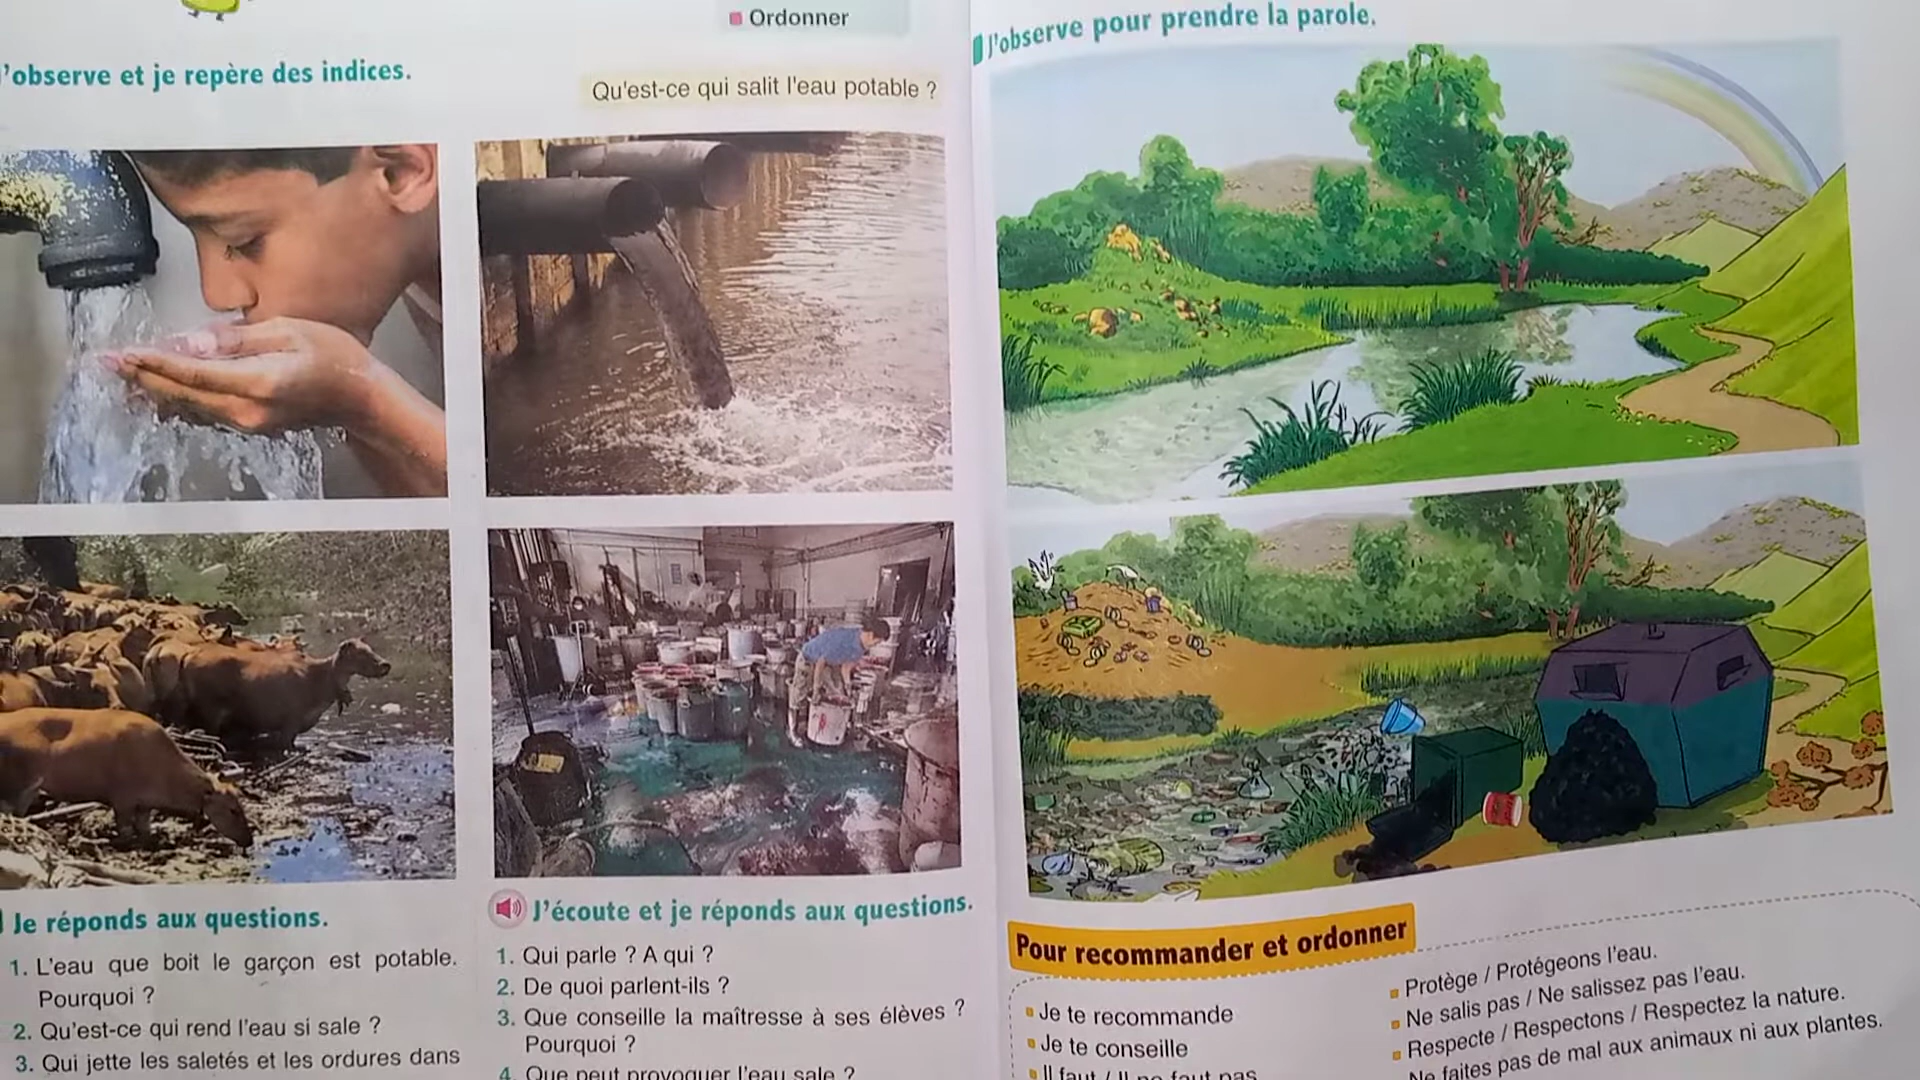 Ordonner
'observe et je repère des indices.
Qu'est-ce qui salit l'eau potable ?
Je réponds aux questions.
1. L'eau que boit le garçon est potable.
Pourquoi ?
2. Qu'est-ce qui rend l'eau si sale ?
3. Qui jette les saletés et les ordures dans
J'écoute et je réponds aux questions.
1. Qui parle ? A qui ?
2. De quoi parlent-ils ?
3. Que conseille la maîtresse à ses élèves ?
Pourquoi ?
4. Que peut provoquer l'eau sale ?
J'observe pour prendre la parole.
Pour recommander et ordonner
Je te recommande
Je te conseille
Il faut / Il ne faut pas
Protège / Protégeons l'eau.
Ne salis pas / Ne salissez pas l'eau.
Respecte / Respectons / Respectez la nature.
Ne faites pas de mal aux animaux ni aux plantes.